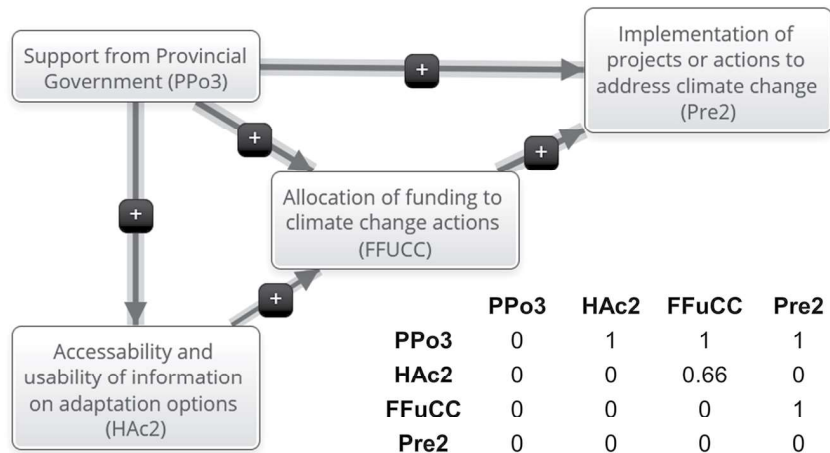 Support from Provincial
Government (PPo3)
+
Implementation of
projects or actions to
address climate change
(Pre2)
+
+
Allocation of funding to
climate change actions
(FFUCC)
+
+
Accessability and
usability of information
on adaptation options
(HAc2)
PPo3 HAc2 FFuCC Pre2
PPo3 0 1 1 1
HAc2 0 0 0.66 0
FFuCC 0 0 0 1
Pre2 0 0 0 0